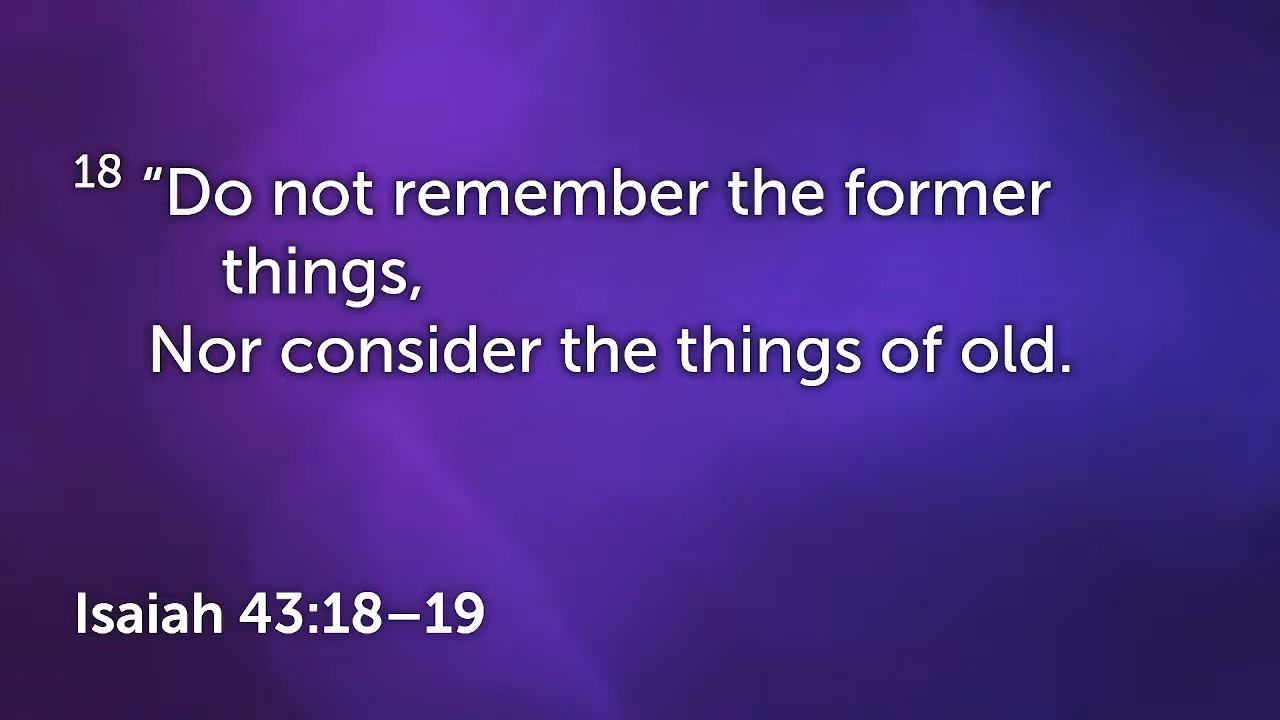 18 “Do not remember the former
things,
Nor consider the things of old.
Isaiah 43:18–19